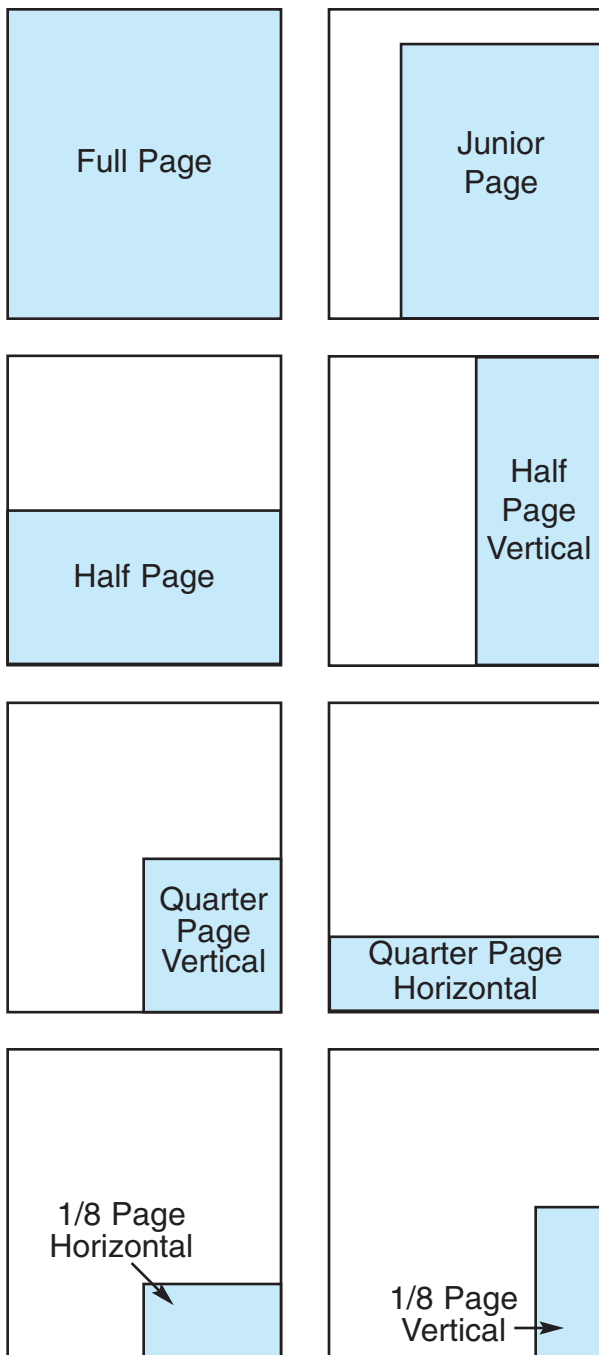 Full Page
Junior
Page
Half Page
Half
Page
Vertical
Quarter
Page
Vertical
Quarter Page
Horizontal
1/8 Page
Horizontal
1/8 Page
Vertical